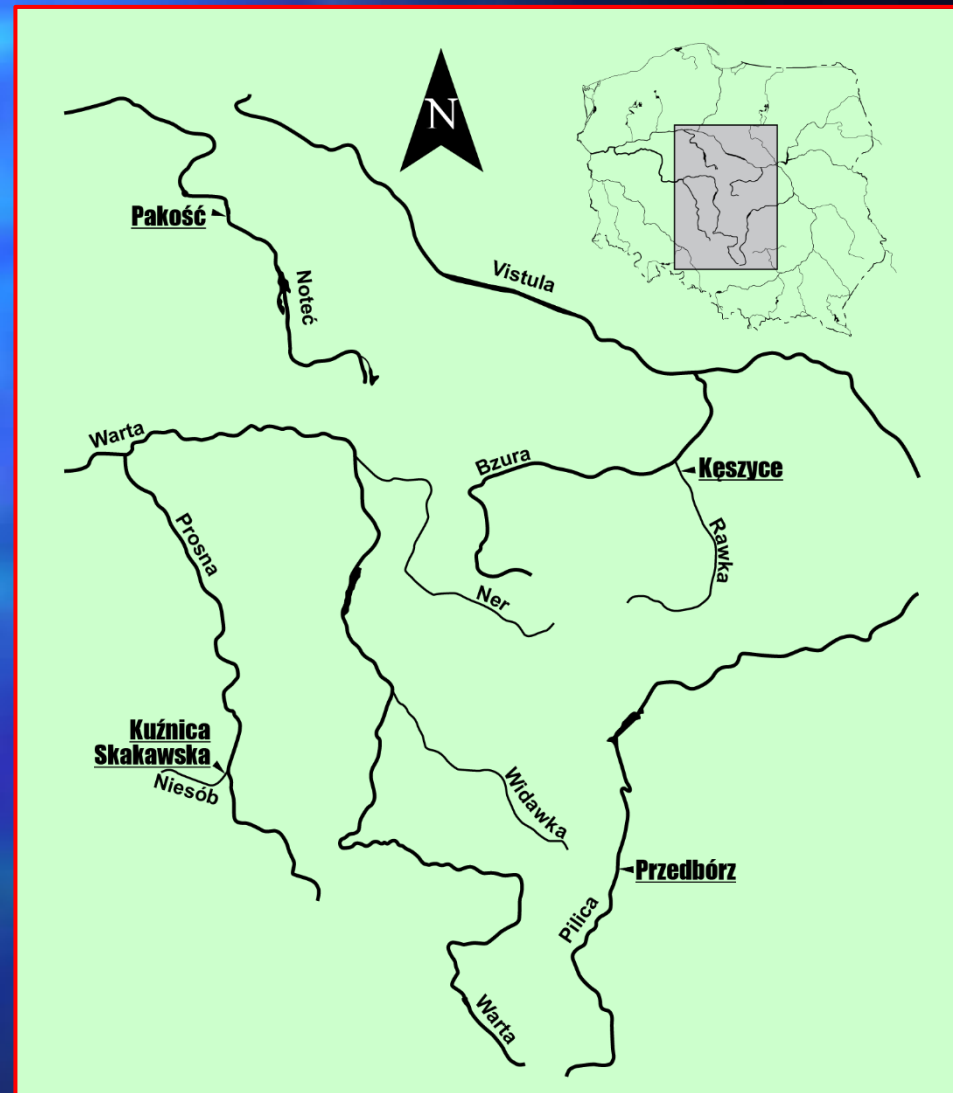 N
Pakość
Noteć
Vistula
Warta
Bzura
Kęszyce
Prosna
Rawka
Ner
Kuźnica
Skakawska
Niesób
Widawka
Przedbórz
Pilica
Warta